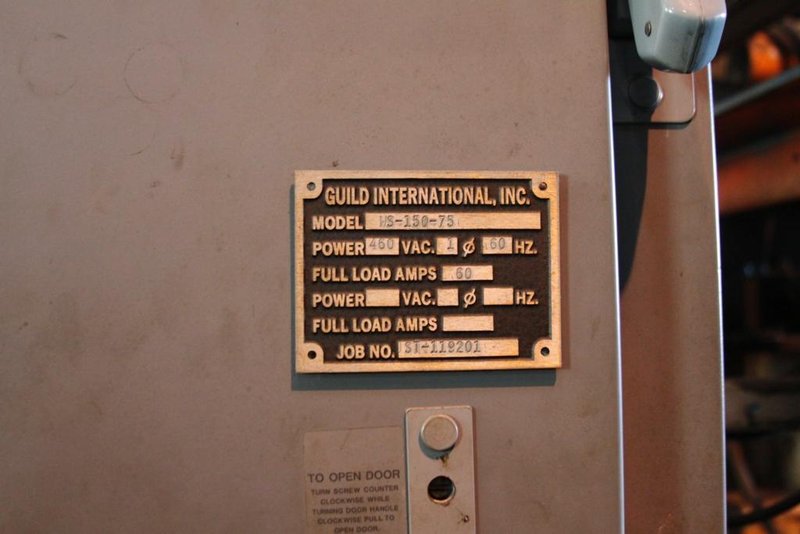 GUILD INTERNATIONAL, INC.
MODEL WS-150-75
POWER 460 VAC. 1 Ø 60 HZ.
FULL LOAD AMPS 60
POWER VAC. Ø HZ.
FULL LOAD AMPS
JOB NO. ST-119201
TO OPEN DOOR
TURN SCREW COUNTER
CLOCKWISE WHILE
TURNING DOOR HANDLE
CLOCKWISE PULL TO
OPEN DOOR.